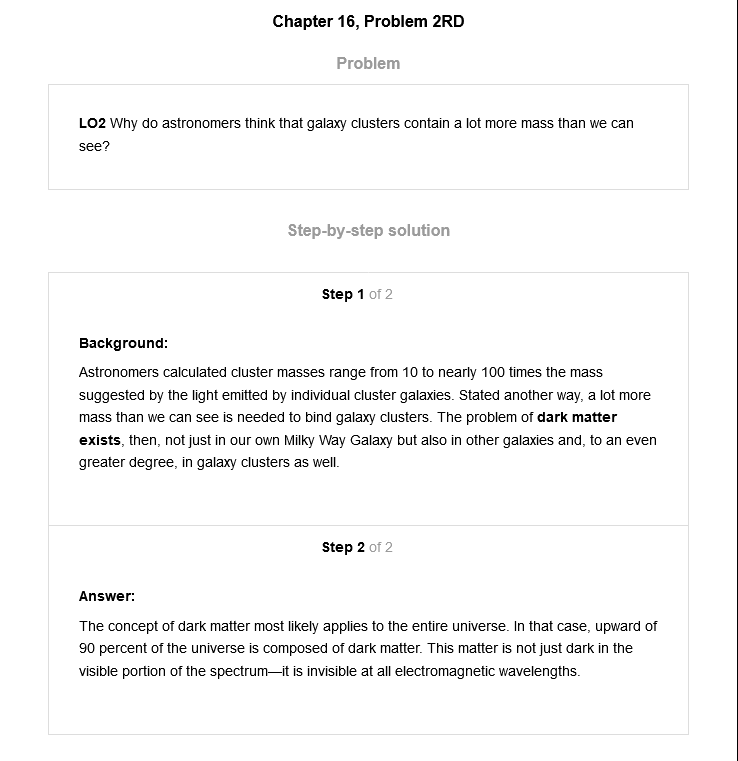 Chapter 16, Problem 2RD
Problem
LO2 Why do astronomers think that galaxy clusters contain a lot more mass than we can
see?
Step-by-step solution
Step 1 of 2
Background:
Astronomers calculated cluster masses range from 10 to nearly 100 times the mass
suggested by the light emitted by individual cluster galaxies. Stated another way, a lot more
mass than we can see is needed to bind galaxy clusters. The problem of dark matter
exists, then, not just in our own Milky Way Galaxy but also in other galaxies and, to an even
greater degree, in galaxy clusters as well.
Step 2 of 2
Answer:
The concept of dark matter most likely applies to the entire universe. In that case, upward of
90 percent of the universe is composed of dark matter. This matter is not just dark in the
visible portion of the spectrum—it is invisible at all electromagnetic wavelengths.